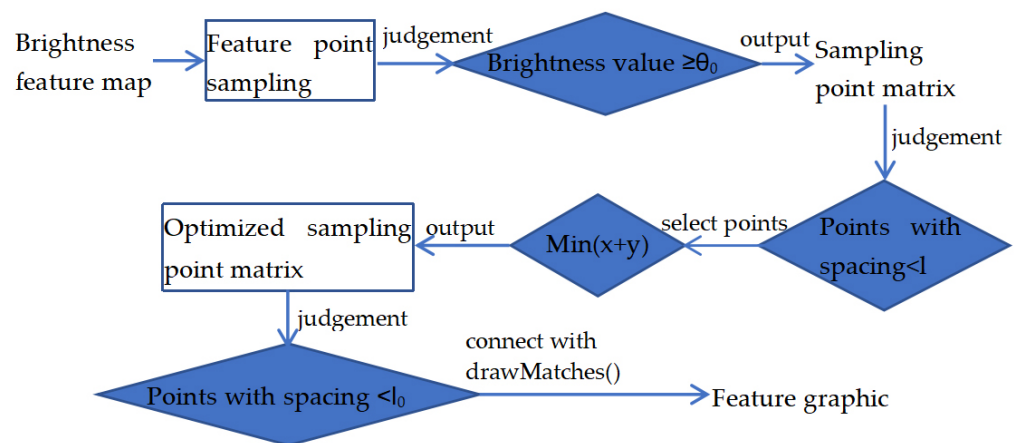 Brightness
feature map
Feature point
sampling
judgement
Brightness value ≥θ₀
output
Sampling
point matrix
judgement
Points with
spacing<l
select points
Min(x+y)
output
Optimized sampling
point matrix
judgement
Points with spacing <l₀
connect with
drawMatches()
Feature graphic